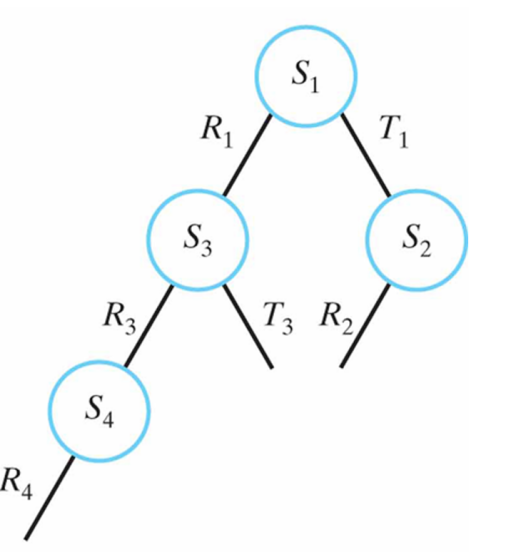 S₁
R₁ T₁
S₃ S₂
R₃ T₃ R₂
S₄
R₄